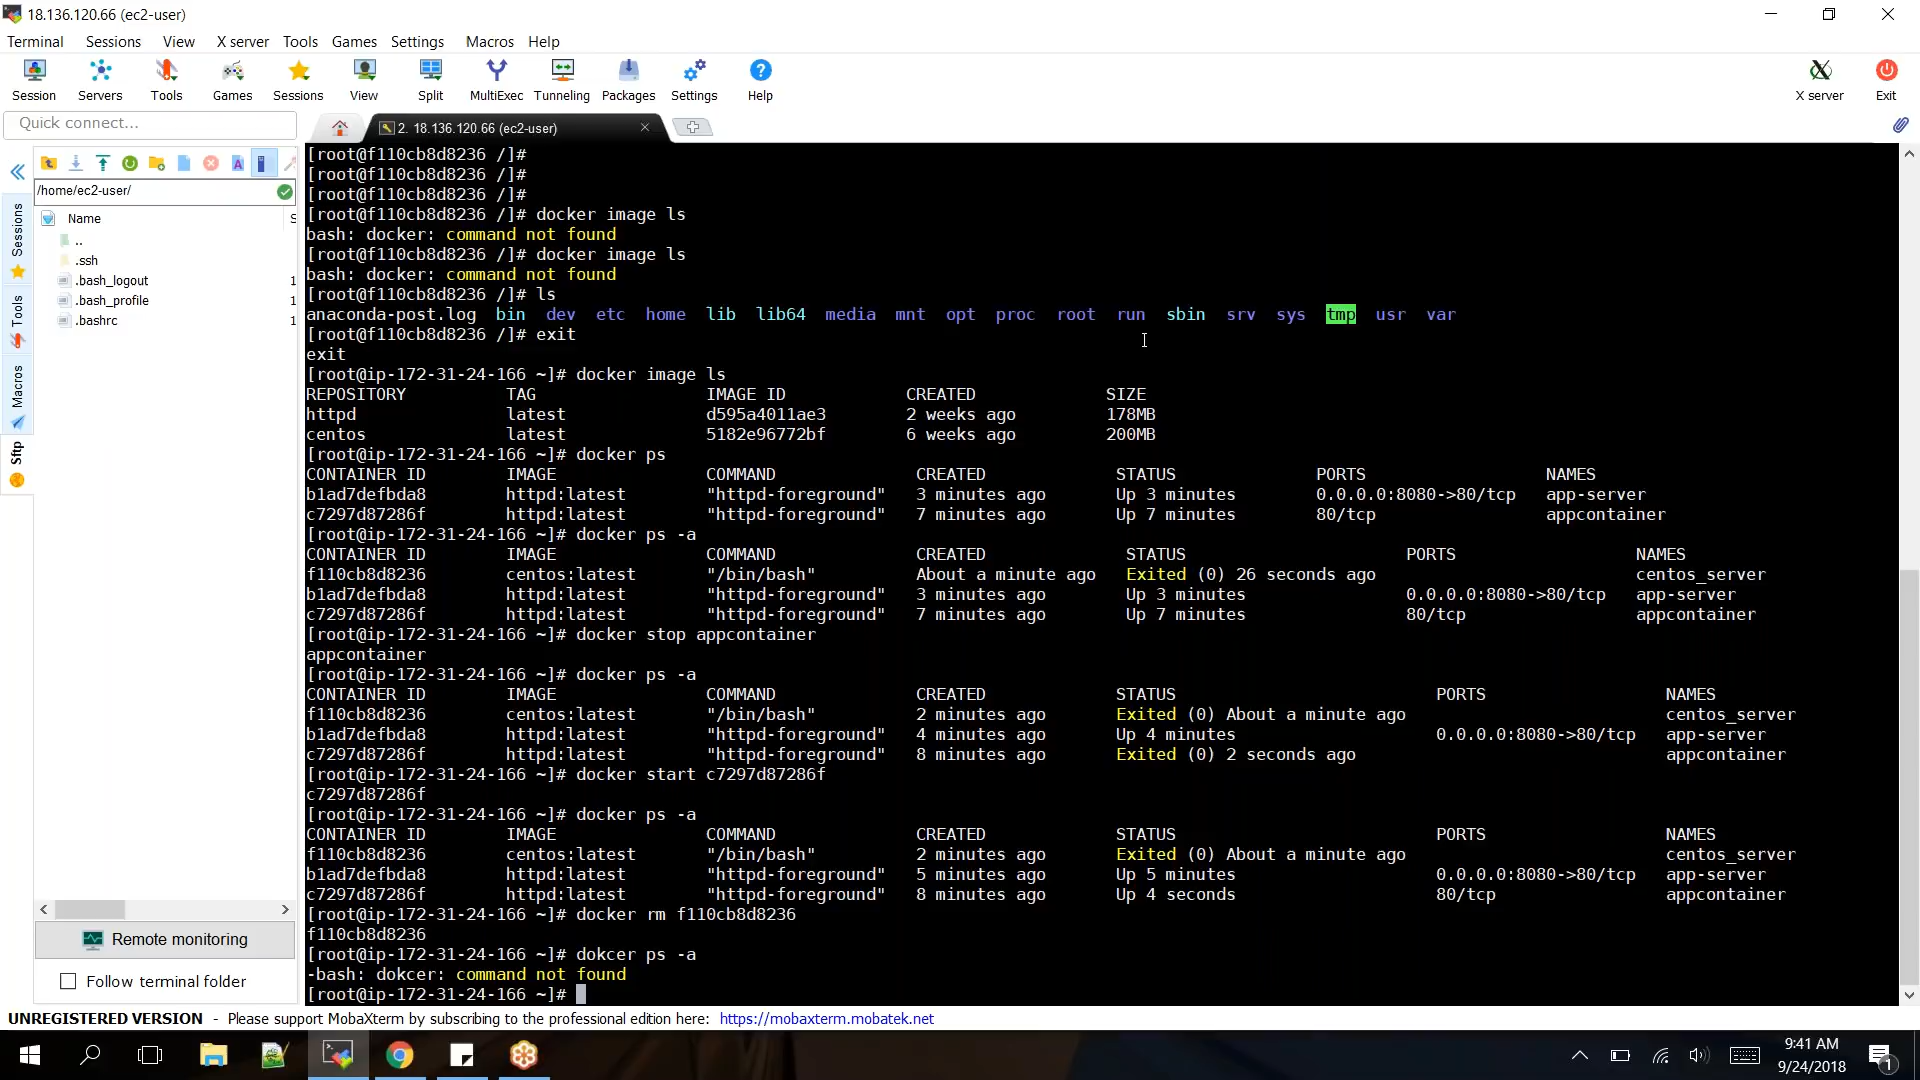 18.136.120.66 (ec2-user)
Terminal Sessions View X server Tools Games Settings Macros Help
Session Servers Tools Games Sessions View Split MultiExec Tunneling Packages Settings Help X server Exit
Quick connect...
2. 18.136.120.66 (ec2-user)
/home/ec2-user/
Name S
..
.ssh
.bash_logout 1
.bash_profile 1
.bashrc 1
Sessions
Tools
Macros
Sftp
Remote monitoring
Follow terminal folder
[root@f110cb8d8236 /]#
[root@f110cb8d8236 /]#
[root@f110cb8d8236 /]#
[root@f110cb8d8236 /]# docker image ls
bash: docker: command not found
[root@f110cb8d8236 /]# docker image ls
bash: docker: command not found
[root@f110cb8d8236 /]# ls
anaconda-post.log bin dev etc home lib lib64 media mnt opt proc root run sbin srv sys tmp usr var
[root@f110cb8d8236 /]# exit
exit
[root@ip-172-31-24-166 ~]# docker image ls
REPOSITORY TAG IMAGE ID CREATED SIZE
httpd latest d595a4011ae3 2 weeks ago 178MB
centos latest 5182e96772bf 6 weeks ago 200MB
[root@ip-172-31-24-166 ~]# docker ps
CONTAINER ID IMAGE COMMAND CREATED STATUS PORTS NAMES
b1ad7defbda8 httpd:latest "httpd-foreground" 3 minutes ago Up 3 minutes 0.0.0.0:8080->80/tcp app-server
c7297d87286f httpd:latest "httpd-foreground" 7 minutes ago Up 7 minutes 80/tcp appcontainer
[root@ip-172-31-24-166 ~]# docker ps -a
CONTAINER ID IMAGE COMMAND CREATED STATUS PORTS NAMES
f110cb8d8236 centos:latest "/bin/bash" About a minute ago Exited (0) 26 seconds ago centos_server
b1ad7defbda8 httpd:latest "httpd-foreground" 3 minutes ago Up 3 minutes 0.0.0.0:8080->80/tcp app-server
c7297d87286f httpd:latest "httpd-foreground" 7 minutes ago Up 7 minutes 80/tcp appcontainer
[root@ip-172-31-24-166 ~]# docker stop appcontainer
appcontainer
[root@ip-172-31-24-166 ~]# docker ps -a
CONTAINER ID IMAGE COMMAND CREATED STATUS PORTS NAMES
f110cb8d8236 centos:latest "/bin/bash" 2 minutes ago Exited (0) About a minute ago centos_server
b1ad7defbda8 httpd:latest "httpd-foreground" 4 minutes ago Up 4 minutes 0.0.0.0:8080->80/tcp app-server
c7297d87286f httpd:latest "httpd-foreground" 8 minutes ago Exited (0) 2 seconds ago appcontainer
[root@ip-172-31-24-166 ~]# docker start c7297d87286f
c7297d87286f
[root@ip-172-31-24-166 ~]# docker ps -a
CONTAINER ID IMAGE COMMAND CREATED STATUS PORTS NAMES
f110cb8d8236 centos:latest "/bin/bash" 2 minutes ago Exited (0) About a minute ago centos_server
b1ad7defbda8 httpd:latest "httpd-foreground" 5 minutes ago Up 5 minutes 0.0.0.0:8080->80/tcp app-server
c7297d87286f httpd:latest "httpd-foreground" 8 minutes ago Up 4 seconds 80/tcp appcontainer
[root@ip-172-31-24-166 ~]# docker rm f110cb8d8236
f110cb8d8236
[root@ip-172-31-24-166 ~]# dokcer ps -a
-bash: dokcer: command not found
[root@ip-172-31-24-166 ~]#
UNREGISTERED VERSION - Please support MobaXterm by subscribing to the professional edition here: https://mobaxterm.mobatek.net
9:41 AM
9/24/2018
1